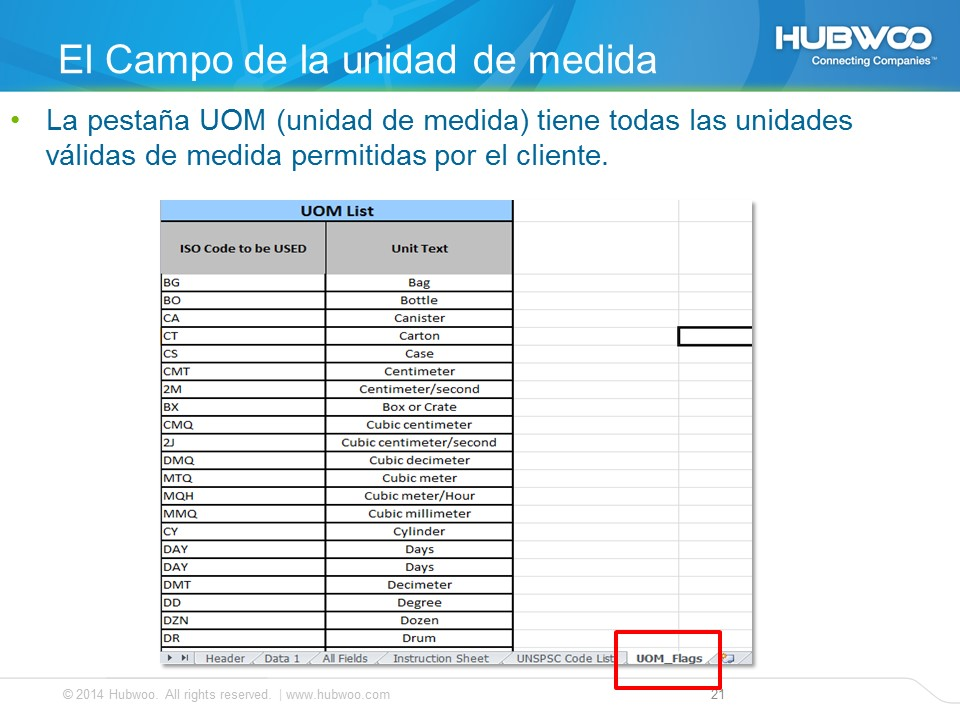 El Campo de la unidad de medida
HUBWOO
Connecting Companies™
• La pestaña UOM (unidad de medida) tiene todas las unidades
válidas de medida permitidas por el cliente.
UOM List
ISO Code to be USED Unit Text
BG Bag
BO Bottle
CA Canister
CT Carton
CS Case
CMT Centimeter
2M Centimeter/second
BX Box or Crate
CMQ Cubic centimeter
2J Cubic centimeter/second
DMQ Cubic decimeter
MTQ Cubic meter
MQH Cubic meter/Hour
MMQ Cubic millimeter
CY Cylinder
DAY Days
DAY Days
DMT Decimeter
DD Degree
DZN Dozen
DR Drum
Header Data 1 All Fields Instruction Sheet UNSPSC Code List UOM_Flags
© 2014 Hubwoo. All rights reserved. | www.hubwoo.com 21